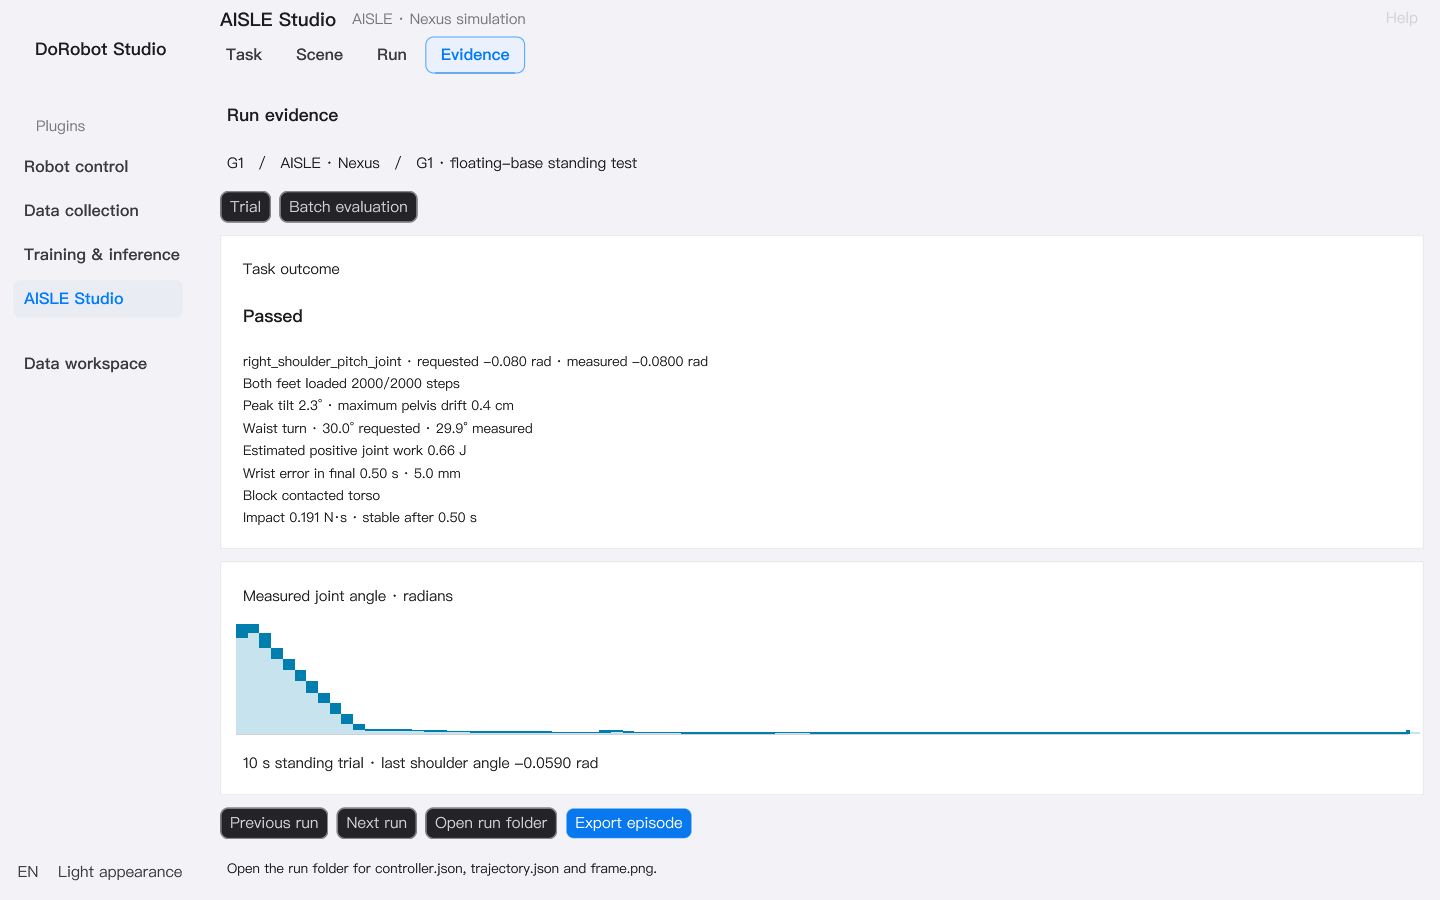 AISLE Studio AISLE · Nexus simulation
Help
DoRobot Studio
Task Scene Run Evidence
Plugins
Robot control
Data collection
Training & inference
AISLE Studio
Data workspace
Run evidence
G1 / AISLE · Nexus / G1 · floating-base standing test
Trial Batch evaluation
Task outcome
Passed
right_shoulder_pitch_joint · requested -0.080 rad · measured -0.0800 rad
Both feet loaded 2000/2000 steps
Peak tilt 2.3° · maximum pelvis drift 0.4 cm
Waist turn · 30.0° requested · 29.9° measured
Estimated positive joint work 0.66 J
Wrist error in final 0.50 s · 5.0 mm
Block contacted torso
Impact 0.191 N·s · stable after 0.50 s
Measured joint angle · radians
10 s standing trial · last shoulder angle -0.0590 rad
Previous run Next run Open run folder Export episode
Open the run folder for controller.json, trajectory.json and frame.png.
EN Light appearance